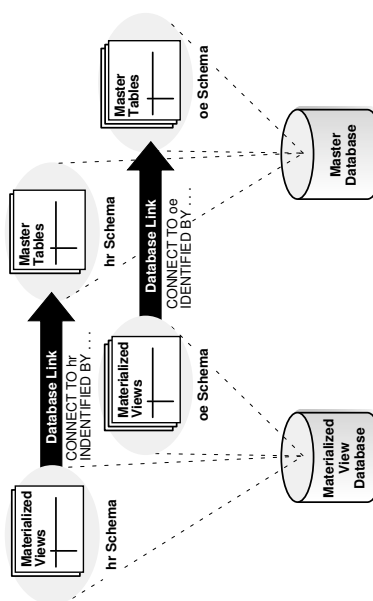 Materialized
Views
Database Link
CONNECT TO hr
INDENTIFIED BY . . .
Master
Tables
hr Schema
hr Schema
Materialized
Views
Database Link
CONNECT TO oe
IDENTIFIED BY . . .
Master
Tables
oe Schema
oe Schema
Materialized
View
Database
Master
Database